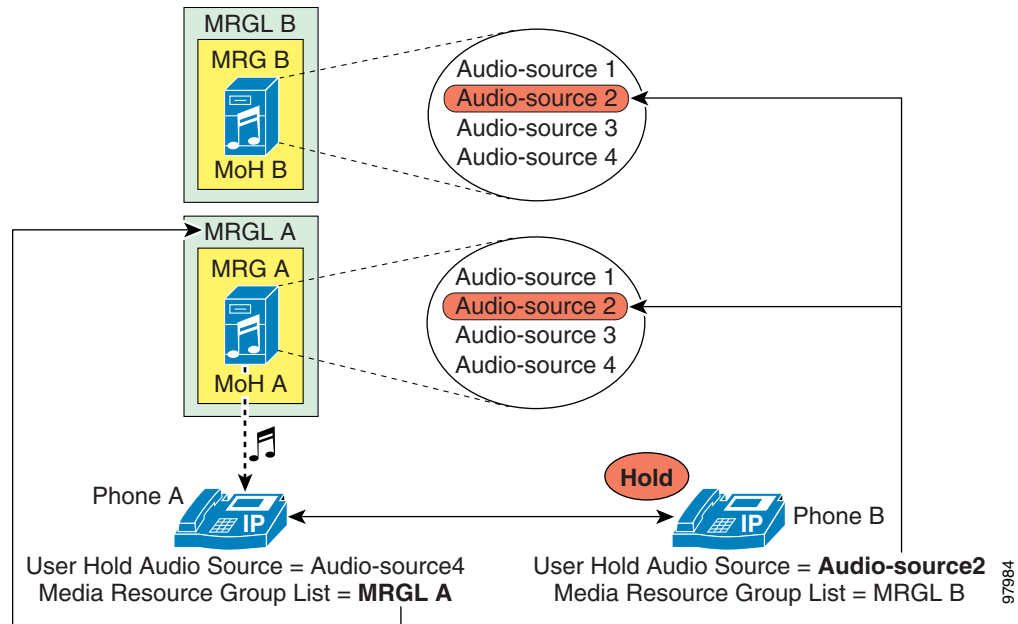 MRGL B
MRG B
MoH B
Audio-source 1
Audio-source 2
Audio-source 3
Audio-source 4
MRGL A
MRG A
MoH A
Audio-source 1
Audio-source 2
Audio-source 3
Audio-source 4
Hold
Phone A
IP
IP
Phone B
User Hold Audio Source = Audio-source4
Media Resource Group List = MRGL A
User Hold Audio Source = Audio-source2
Media Resource Group List = MRGL B
97984